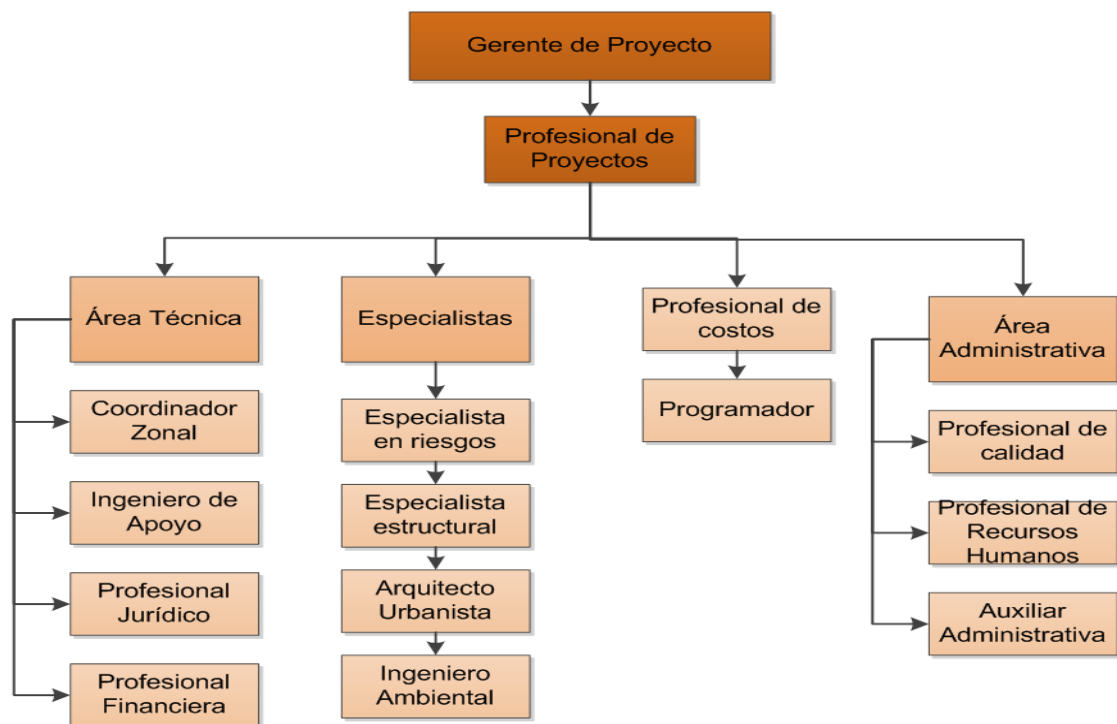 Gerente de Proyecto
Profesional de
Proyectos
Área Técnica
Coordinador
Zonal
Ingeniero de
Apoyo
Profesional
Jurídico
Profesional
Financiera
Especialistas
Especialista
en riesgos
Especialista
estructural
Arquitecto
Urbanista
Ingeniero
Ambiental
Profesional de
costos
Programador
Área
Administrativa
Profesional de
calidad
Profesional de
Recursos
Humanos
Auxiliar
Administrativa